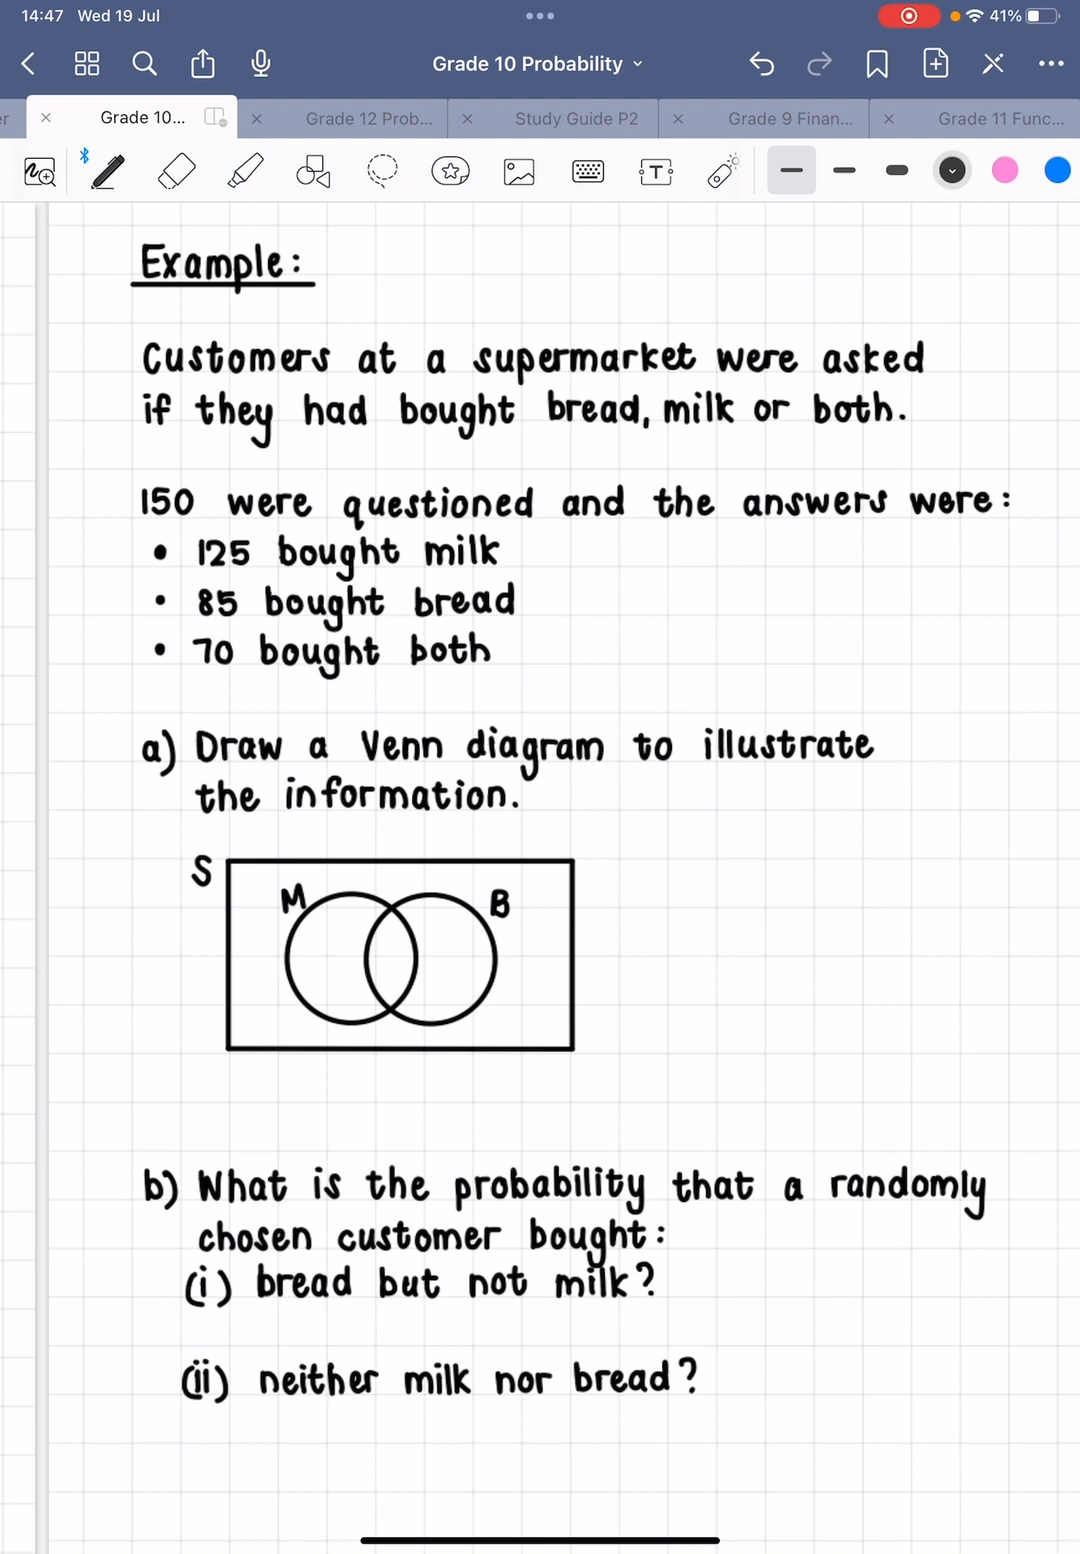 14:47 Wed 19 Jul
41%
Grade 10 Probability
er
Grade 10...
Grade 12 Prob...
Study Guide P2
Grade 9 Finan...
Grade 11 Func...
T
Example:
Customers at a supermarket were asked
if they had bought bread, milk or both.
150 were questioned and the answers were:
• 125 bought milk
• 85 bought bread
• 70 bought both
a) Draw a Venn diagram to illustrate
the information.
S
M B
b) What is the probability that a randomly
chosen customer bought:
(i) bread but not milk?
(ii) neither milk nor bread?